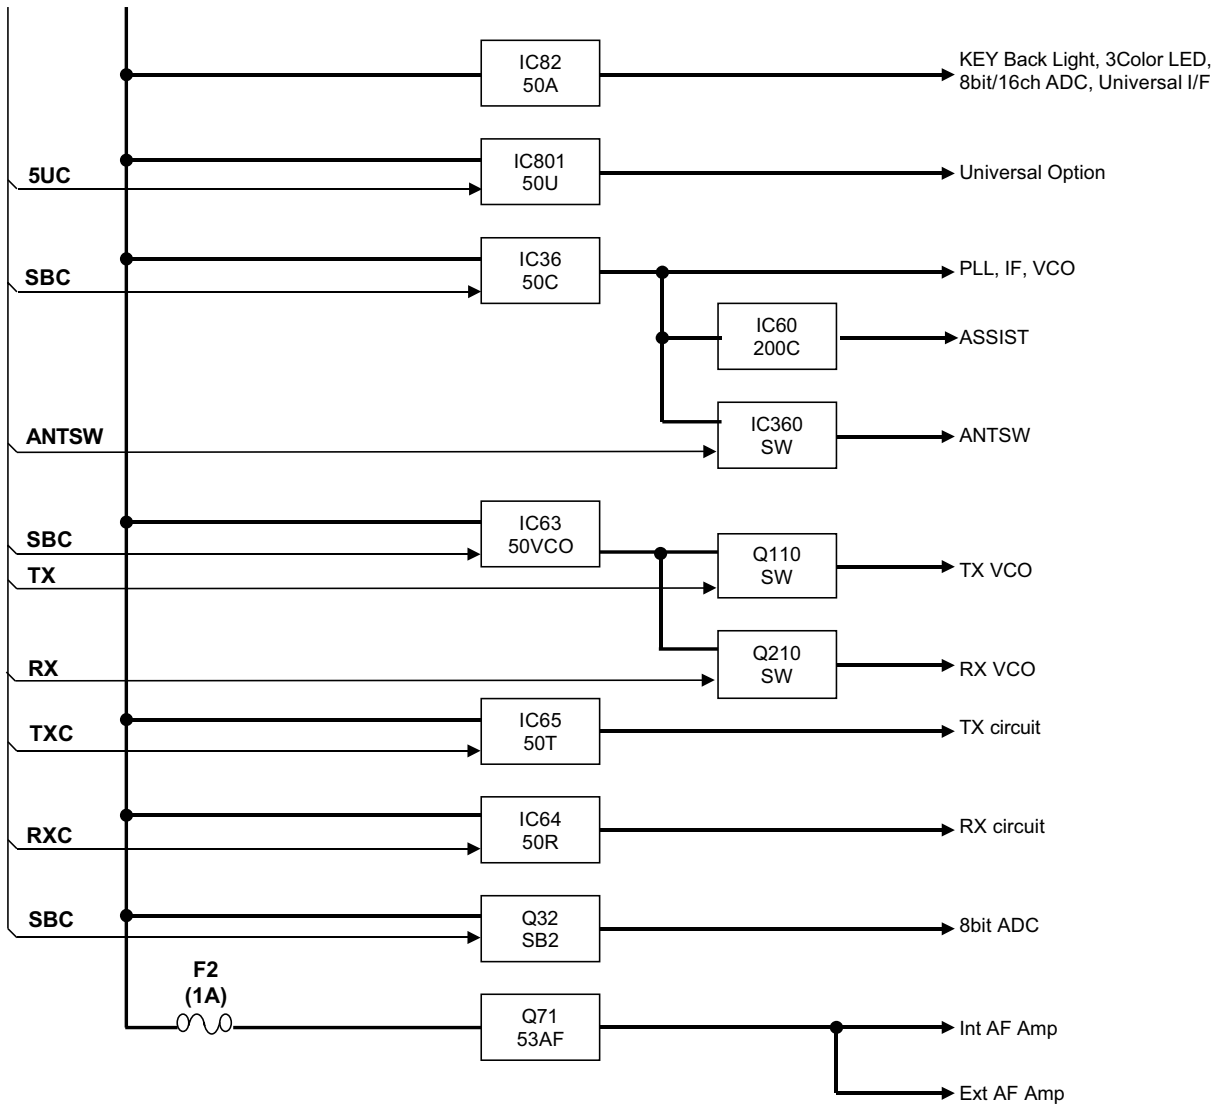 IC82
50A
KEY Back Light, 3Color LED,
8bit/16ch ADC, Universal I/F
5UC
IC801
50U
Universal Option
SBC
IC36
50C
PLL, IF, VCO
IC60
200C
ASSIST
ANTSW
IC360
SW
ANTSW
SBC
IC63
50VCO
TX
Q110
SW
TX VCO
RX
Q210
SW
RX VCO
TXC
IC65
50T
TX circuit
RXC
IC64
50R
RX circuit
SBC
Q32
SB2
8bit ADC
F2
(1A)
Q71
53AF
Int AF Amp
Ext AF Amp